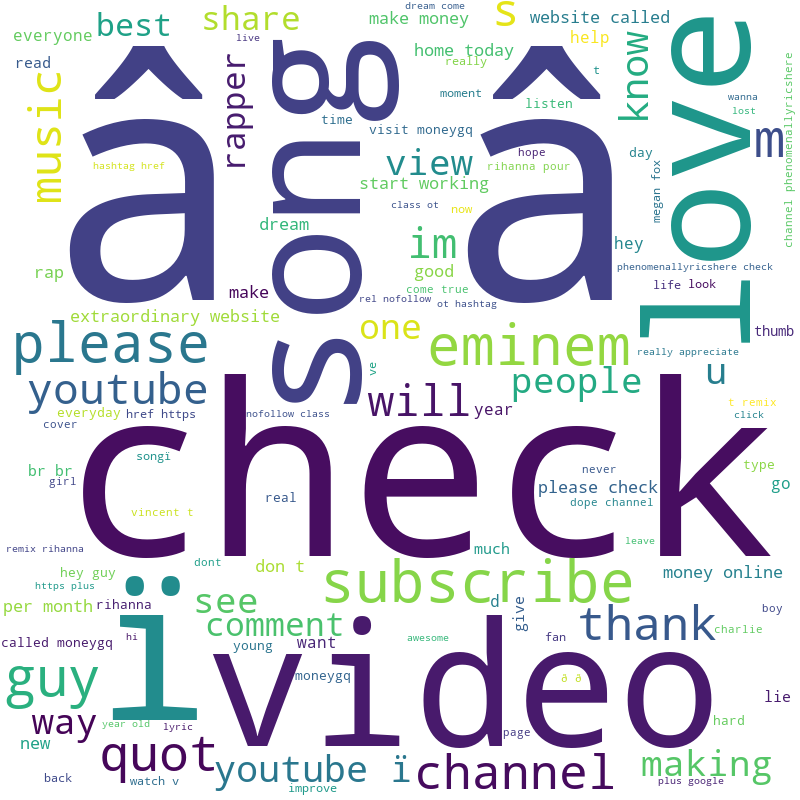 dream come
everyone
best
share
make money
s
website called
live
home today
help
love
know
read
music
rapper
song
really
t
wanna
lost
channel phenomenallyricshere
moment
listen
time
visit moneygq
m
â â
hashtag href
view
hope
rihanna pour
day
megan fox
start working
class ot
now
dream
im
hey
good
phenomenallyricshere check
rap
come true
make
rel nofollow
ot hashtag
life
look
extraordinary website
one
thumb
please
eminem
really appreciate
ve
youtube
will
people
u
everyday
href https
nofollow class
year
t remix
click
cover
check
songï
br br
girl
never
type
real
please check
go
dope channel
vincent t
remix rihanna
much
leave
dont
don t
hey guy
https plus
ï
subscribe
money online
per month
rihanna
see
d
give
boy
comment
thank
charlie
called moneygq
hi
young
want
awesome
fan
guy
video
moneygq
ð ð
lie
way
year old
lyric
page
hard
new
quot
back
watch v
youtube ï
improve
channel
making
plus google